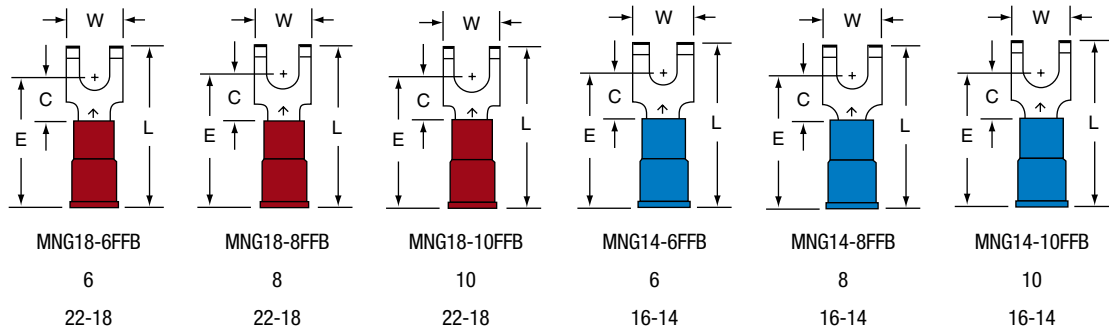 W W W W W W
C C C C C C
E L E L E L E L E L E L
MNG18-6FFB MNG18-8FFB MNG18-10FFB MNG14-6FFB MNG14-8FFB MNG14-10FFB
6 8 10 6 8 10
22-18 22-18 22-18 16-14 16-14 16-14